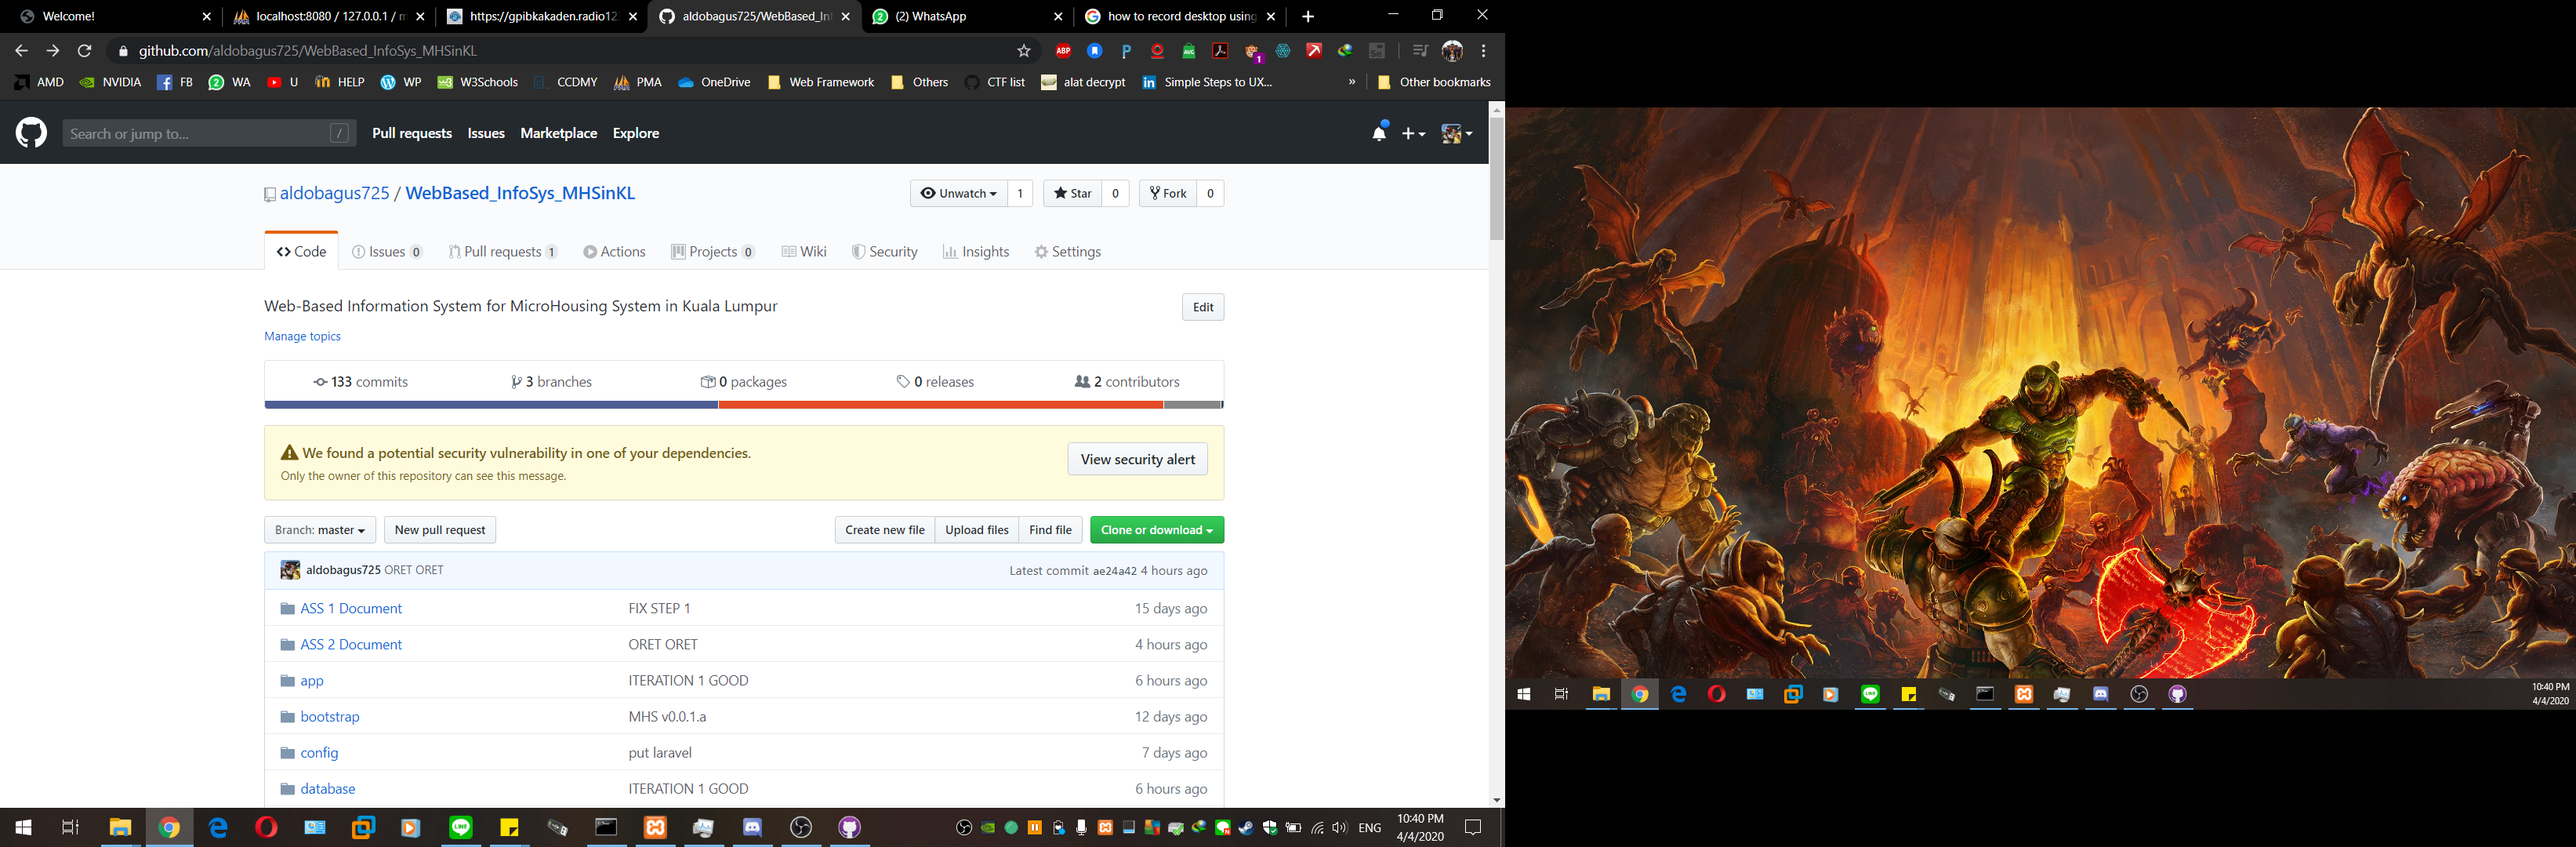 Welcome!
localhost:8080 / 127.0.0.1 / m
https://gpibkakaden.radio12
aldobagus725/WebBased_Inf
(2) WhatsApp
how to record desktop using
github.com/aldobagus725/WebBased_InfoSys_MHSinKL
AMD NVIDIA FB WA U HELP WP W3Schools CCDMY PMA OneDrive Web Framework Others CTF list alat decrypt Simple Steps to UX... » Other bookmarks
Search or jump to... /
Pull requests Issues Marketplace Explore
aldobagus725 / WebBased_InfoSys_MHSinKL
Unwatch 1 Star 0 Fork 0
Code Issues 0 Pull requests 1 Actions Projects 0 Wiki Security Insights Settings
Web-Based Information System for MicroHousing System in Kuala Lumpur
Edit
Manage topics
133 commits 3 branches 0 packages 0 releases 2 contributors
We found a potential security vulnerability in one of your dependencies.
Only the owner of this repository can see this message.
View security alert
Branch: master New pull request Create new file Upload files Find file Clone or download
aldobagus725 ORET ORET Latest commit ae24a42 4 hours ago
ASS 1 Document FIX STEP 1 15 days ago
ASS 2 Document ORET ORET 4 hours ago
app ITERATION 1 GOOD 6 hours ago
bootstrap MHS v0.0.1.a 12 days ago
config put laravel 7 days ago
database ITERATION 1 GOOD 6 hours ago
ENG
10:40 PM
4/4/2020
10:40 PM
4/4/2020